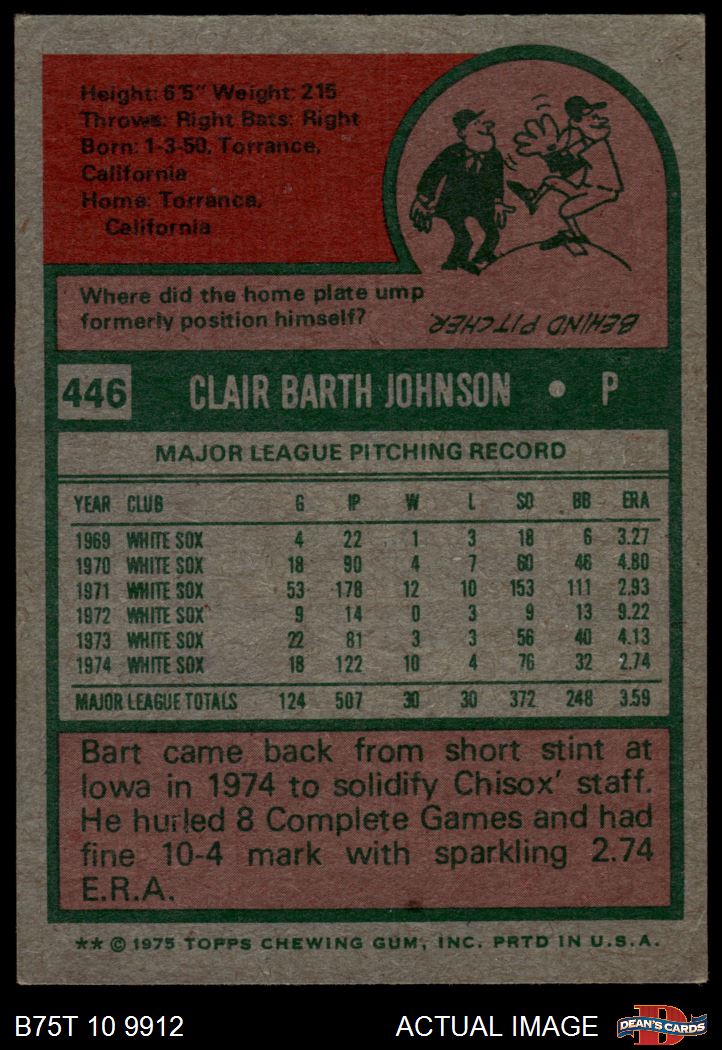 Height: 6'5" Weight: 215
Throws: Right Bats: Right
Born: 1-3-50, Torrance,
California
Home: Torrance,
California
Where did the home plate ump
formerly position himself?
BEHIND PITCHER.
446 CLAIR BARTH JOHNSON • P
MAJOR LEAGUE PITCHING RECORD
YEAR CLUB G IP W L SO BB ERA
1969 WHITE SOX 4 22 1 3 18 6 3.27
1970 WHITE SOX 18 90 4 7 60 46 4.80
1971 WHITE SOX 53 178 12 10 153 111 2.93
1972 WHITE SOX 9 14 0 3 9 13 9.22
1973 WHITE SOX 22 81 3 3 56 40 4.13
1974 WHITE SOX 18 122 10 4 76 32 2.74
MAJOR LEAGUE TOTALS 124 507 30 30 372 248 3.59
Bart came back from short stint at
Iowa in 1974 to solidify Chisox' staff.
He hurled 8 Complete Games and had
fine 10-4 mark with sparkling 2.74
E.R.A.
** © 1975 TOPPS CHEWING GUM, INC. PRTD IN U.S.A.
B75T 10 9912 ACTUAL IMAGE DEAN'S CARDS